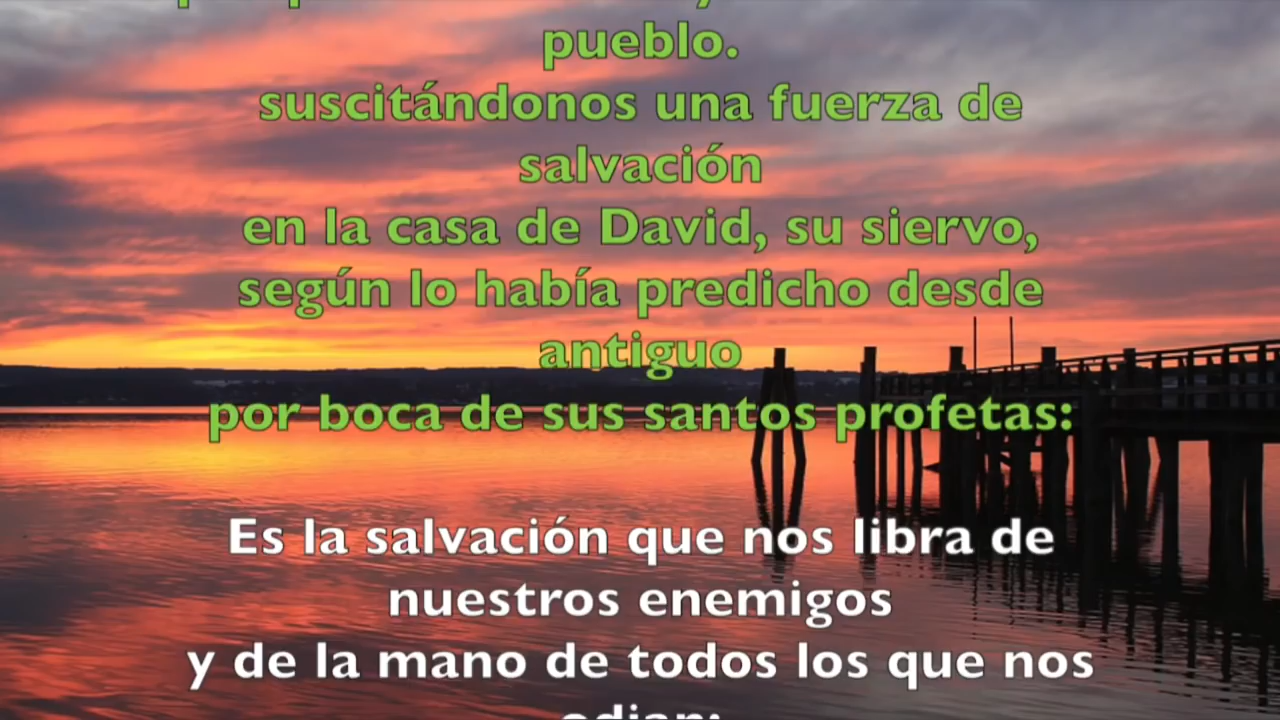 pueblo.
suscitándonos una fuerza de
salvación
en la casa de David, su siervo,
según lo había predicho desde
antiguo
por boca de sus santos profetas:
Es la salvación que nos libra de
nuestros enemigos
y de la mano de todos los que nos